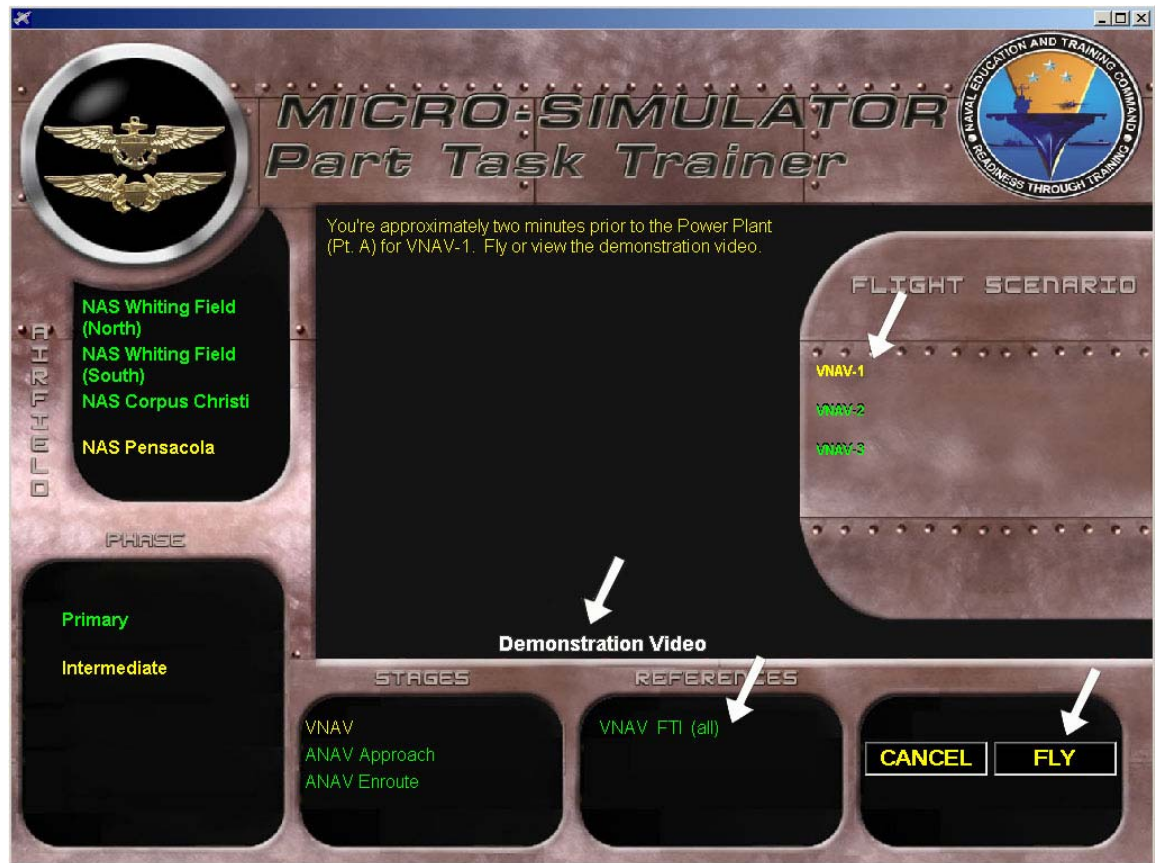 MICRO-SIMULATOR
Part Task Trainer
NAVAL EDUCATION AND TRAINING COMMAND
READINESS THROUGH TRAINING
You're approximately two minutes prior to the Power Plant
(Pt. A) for VNAV-1. Fly or view the demonstration video.
AIRFIELD
NAS Whiting Field
(North)
NAS Whiting Field
(South)
NAS Corpus Christi
NAS Pensacola
FLIGHT SCENARIO
VNAV-1
VNAV-2
VNAV-3
PHASE
Primary
Intermediate
Demonstration Video
STAGES
VNAV
ANAV Approach
ANAV Enroute
REFERENCES
VNAV FTI (all)
CANCEL
FLY